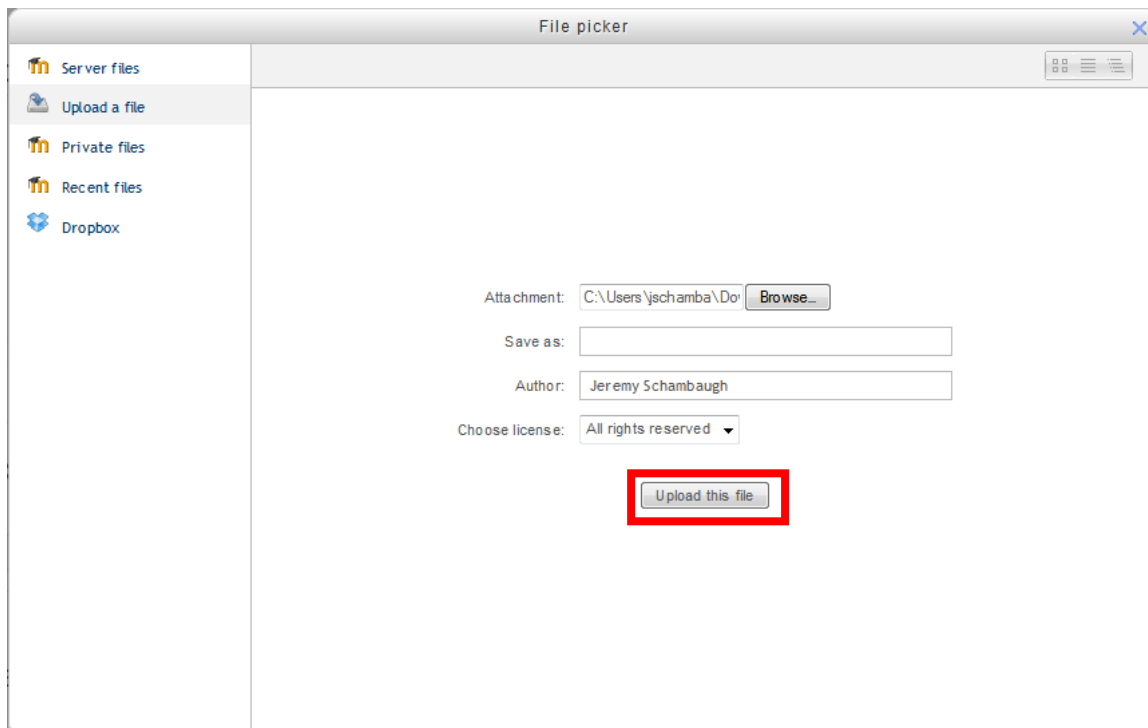 File picker
Server files
Upload a file
Private files
Recent files
Dropbox
Attachment: C:\Users\jschamba\Do Browse...
Save as:
Author: Jeremy Schambaugh
Choose license: All rights reserved
Upload this file